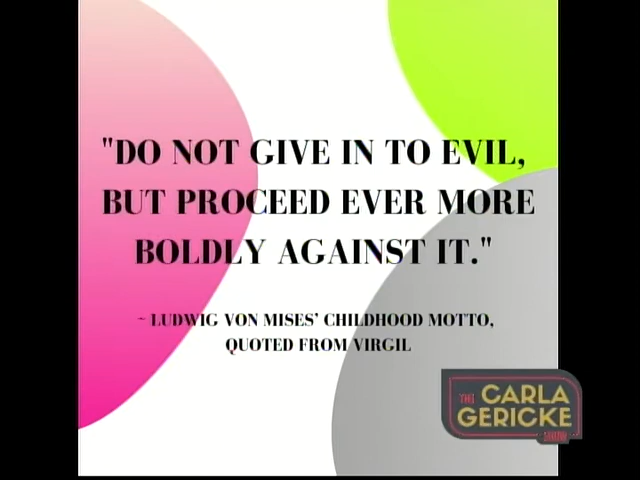 "DO NOT GIVE IN TO EVIL,
BUT PROCEED EVER MORE
BOLDLY AGAINST IT."
~ LUDWIG VON MISES' CHILDHOOD MOTTO,
QUOTED FROM VIRGIL
THE
CARLA
GERICKE
SHOW